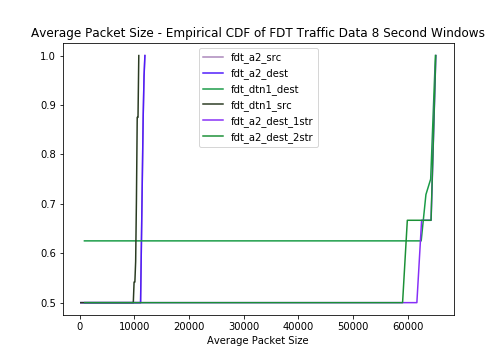 Average Packet Size - Empirical CDF of FDT Traffic Data 8 Second Windows
fdt_a2_src
fdt_a2_dest
fdt_dtn1_dest
fdt_dtn1_src
fdt_a2_dest_1str
fdt_a2_dest_2str
1.0
0.9
0.8
0.7
0.6
0.5
0 10000 20000 30000 40000 50000 60000
Average Packet Size